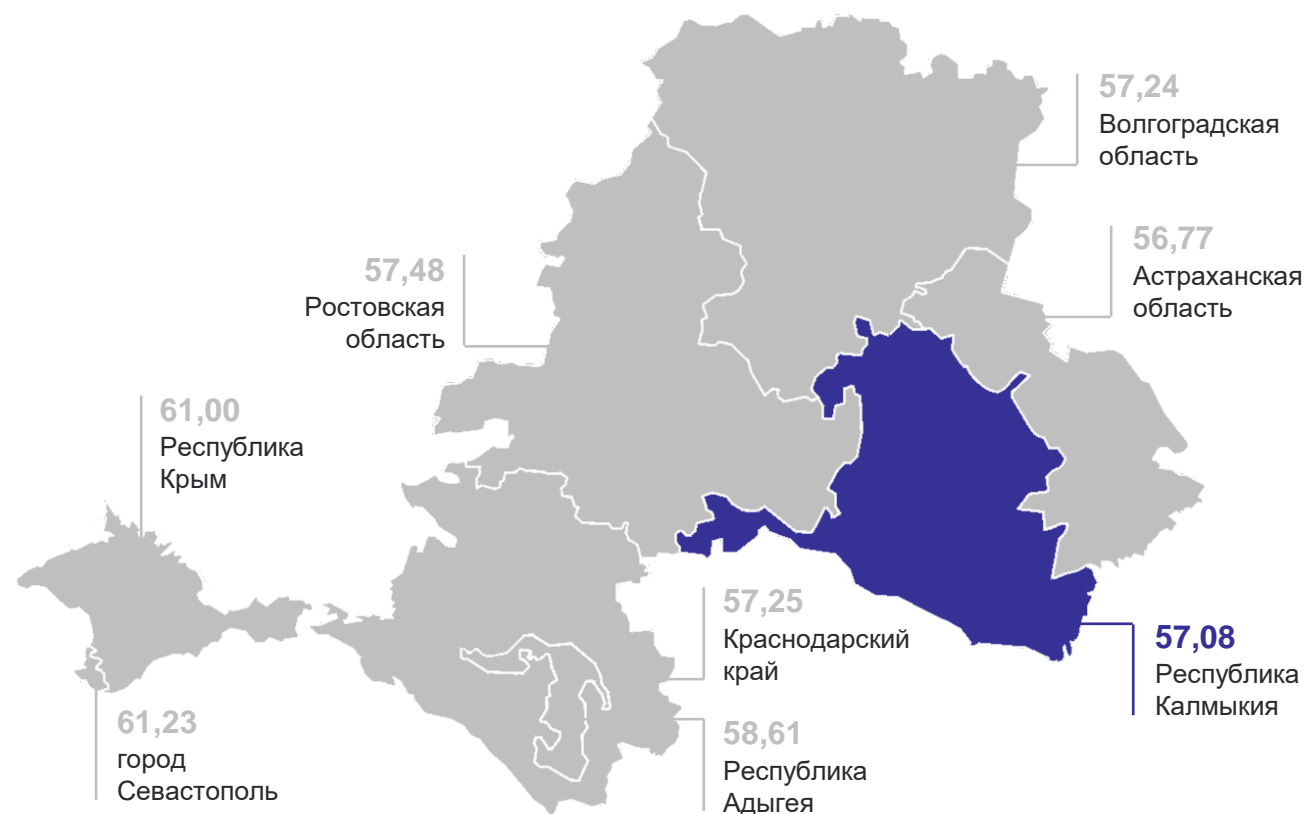 57,24
Волгоградская
область
56,77
Астраханская
область
57,48
Ростовская
область
61,00
Республика
Крым
57,25
Краснодарский
край
57,08
Республика
Калмыкия
61,23
город
Севастополь
58,61
Республика
Адыгея